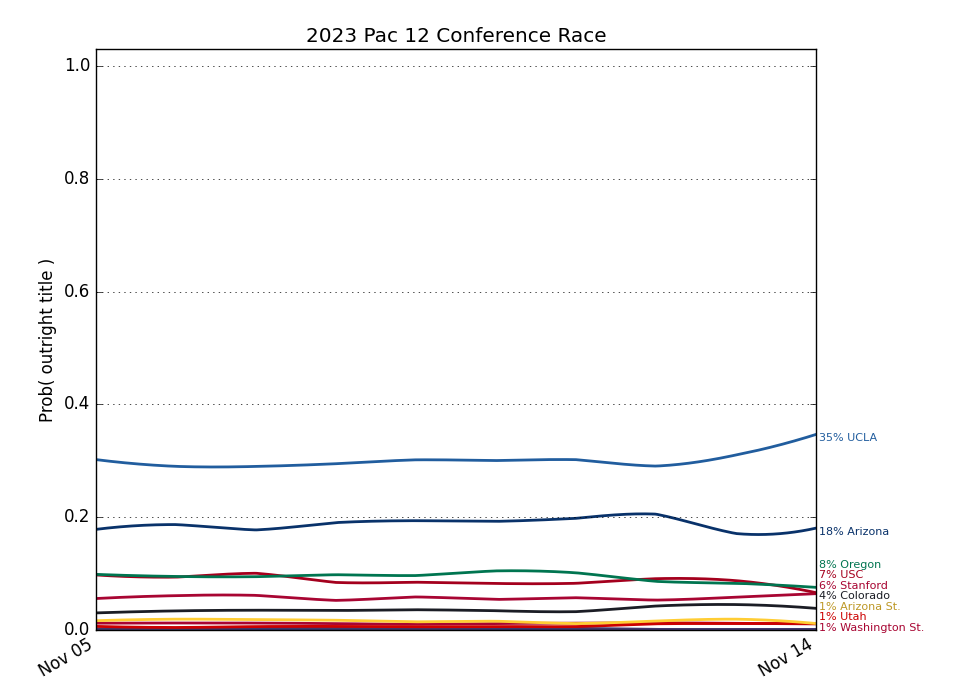 2023 Pac 12 Conference Race
1.0
0.8
0.6
0.4
0.2
0.0
Prob( outright title )
35% UCLA
18% Arizona
8% Oregon
7% USC
6% Stanford
4% Colorado
1% Arizona St.
1% Utah
1% Washington St.
Nov 05
Nov 14